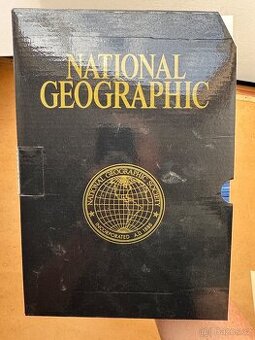 NATIONAL
GEOGRAPHIC
NATIONAL GEOGRAPHIC SOCIETY
INCORPORATED A.D. 1888